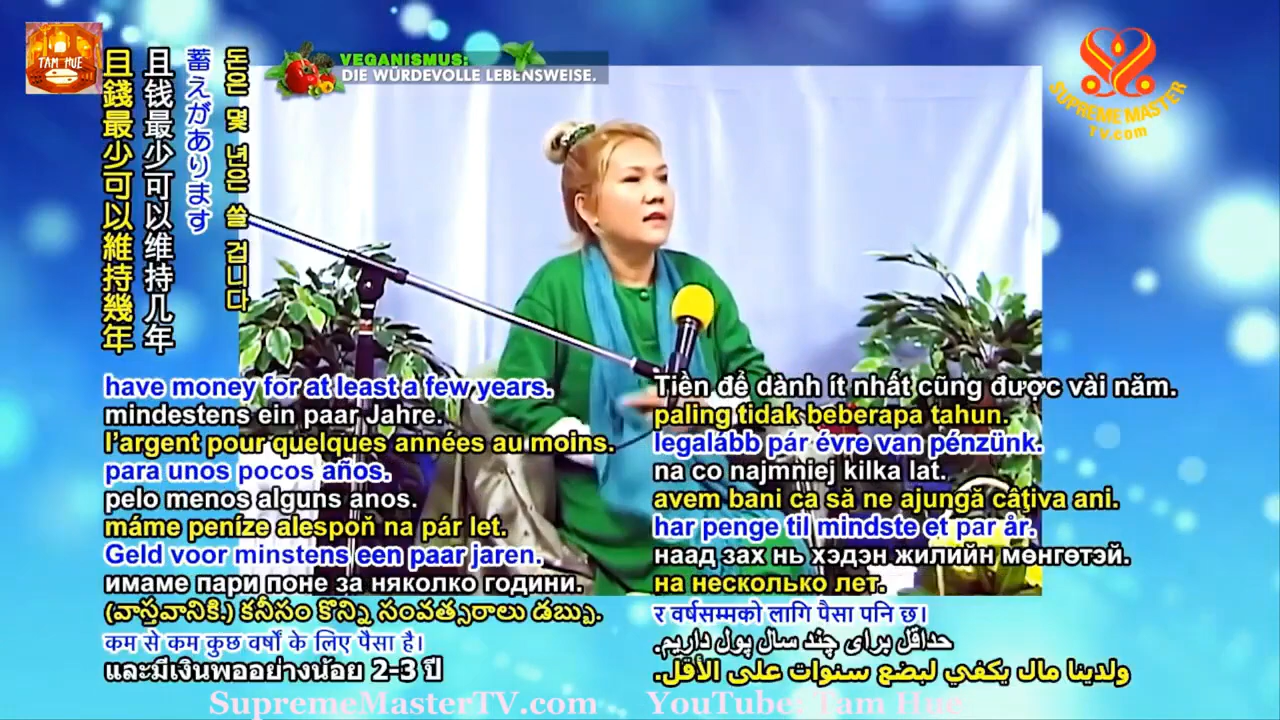 TAM HUE
VEGANISMUS:
DIE WÜRDEVOLLE LEBENSWEISE.
SUPREME MASTER
TV.com
且錢最少可以維持幾年
且钱最少可以维持几年
蓄えがあります
돈은 몇 년은 쓸 겁니다
have money for at least a few years.
mindestens ein paar Jahre.
l’argent pour quelques années au moins.
para unos pocos años.
pelo menos alguns anos.
máme peníze alespoň na pár let.
Geld voor minstens een paar jaren.
имаме пари поне за няколко години.
(వాస్తవానికి.) కనీసం కొన్ని సంవత్సరాలు డబ్బు.
कम से कम कुछ वर्षों के लिए पैसा है।
และมีเงินพออย่างน้อย 2-3 ปี
Tiền để dành ít nhất cũng được vài năm.
paling tidak beberapa tahun.
legalább pár évre van pénzünk.
na co najmniej kilka lat.
avem bani ca să ne ajungă câţiva ani.
har penge til mindste et par år.
наад зах нь хэдэн жилийн мөнгөтэй.
на несколько лет.
र वर्षसम्मको लागि पैसा पनि छ।
حداقل برای چند سال پول داریم.
ولدينا مال يكفي لبضع سنوات على الأقل.
SupremeMasterTV.com YouTube: Tam Hue